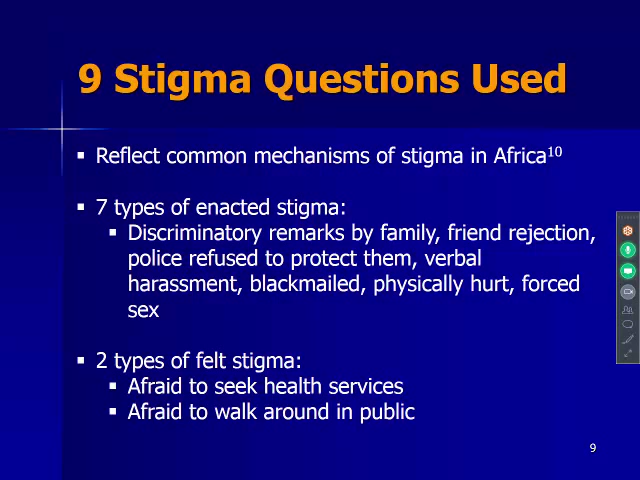 9 Stigma Questions Used
▪ Reflect common mechanisms of stigma in Africa10
▪ 7 types of enacted stigma:
▪ Discriminatory remarks by family, friend rejection,
police refused to protect them, verbal
harassment, blackmailed, physically hurt, forced
sex
▪ 2 types of felt stigma:
▪ Afraid to seek health services
▪ Afraid to walk around in public
9